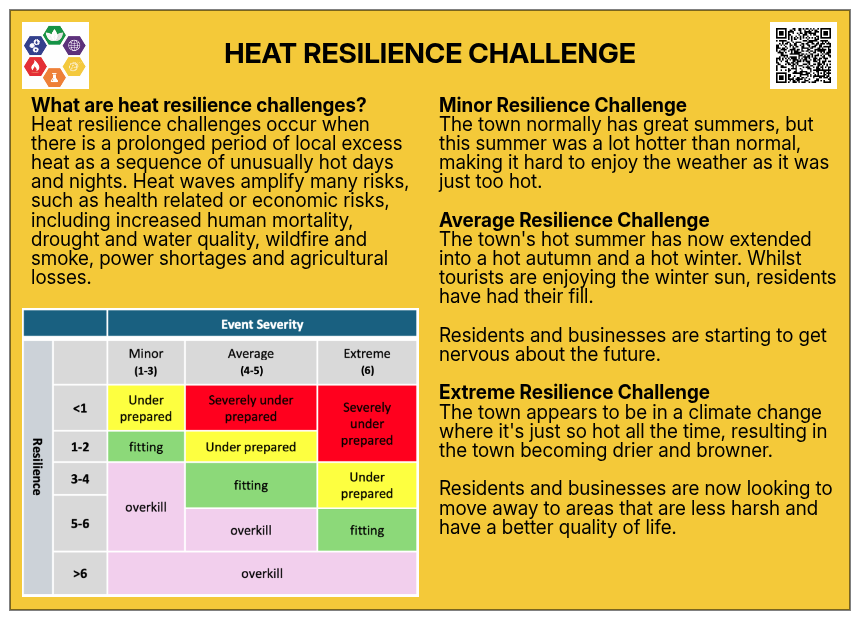 HEAT RESILIENCE CHALLENGE
What are heat resilience challenges?
Heat resilience challenges occur when
there is a prolonged period of local excess
heat as a sequence of unusually hot days
and nights. Heat waves amplify many risks,
such as health related or economic risks,
including increased human mortality,
drought and water quality, wildfire and
smoke, power shortages and agricultural
losses.
Event Severity
Minor
(1-3)
Average
(4-5)
Extreme
(6)
Resilience
<1
Under
prepared
Severely under
prepared
Severely
under
prepared
1-2
fitting
Under prepared
3-4
overkill
fitting
Under
prepared
5-6
overkill
fitting
>6
overkill
Minor Resilience Challenge
The town normally has great summers, but
this summer was a lot hotter than normal,
making it hard to enjoy the weather as it was
just too hot.
Average Resilience Challenge
The town's hot summer has now extended
into a hot autumn and a hot winter. Whilst
tourists are enjoying the winter sun, residents
have had their fill.
Residents and businesses are starting to get
nervous about the future.
Extreme Resilience Challenge
The town appears to be in a climate change
where it's just so hot all the time, resulting in
the town becoming drier and browner.
Residents and businesses are now looking to
move away to areas that are less harsh and
have a better quality of life.